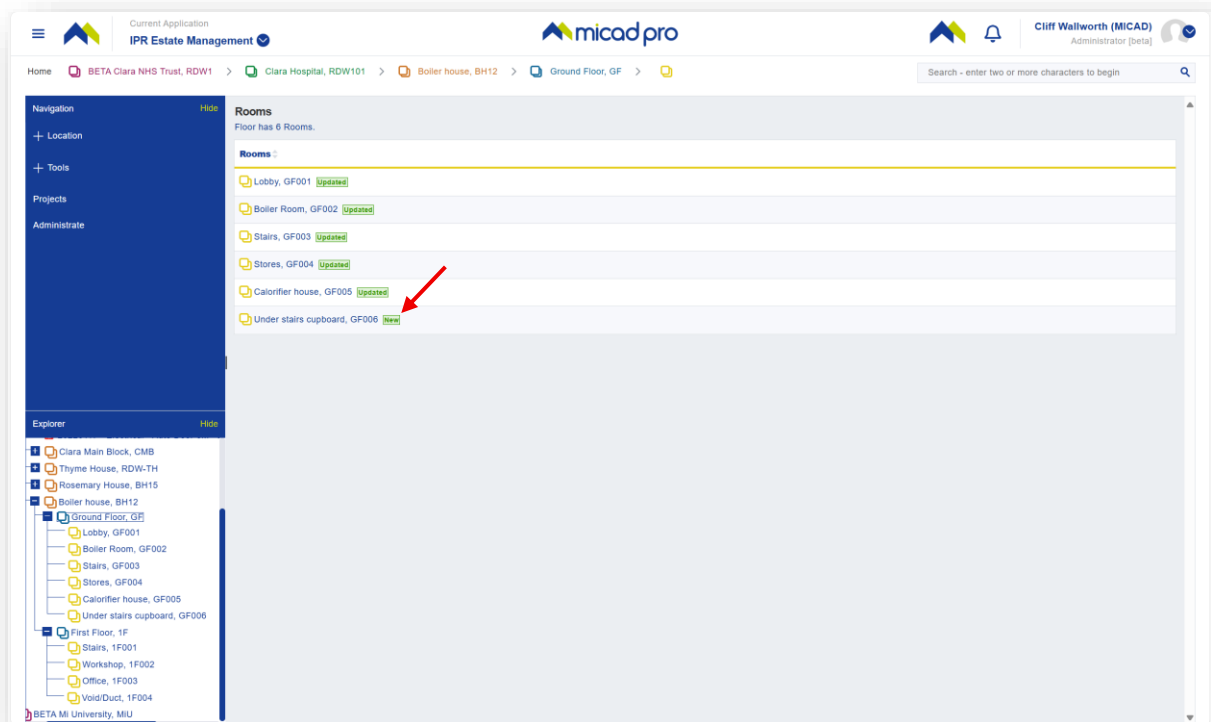 Current Application
IPR Estate Management
micad pro
Cliff Wallworth (MICAD)
Administrator [beta]
Home BETA Clara NHS Trust, RDW1 > Clara Hospital, RDW101 > Boiler house, BH12 > Ground Floor, GF >
Search - enter two or more characters to begin
Navigation Hide
+ Location
+ Tools
Projects
Administrate
Rooms
Floor has 6 Rooms.
Rooms
Lobby, GF001 Updated
Boiler Room, GF002 Updated
Stairs, GF003 Updated
Stores, GF004 Updated
Calorifier house, GF005 Updated
Under stairs cupboard, GF006 New
Explorer Hide
Clara Main Block, CMB
Thyme House, RDW-TH
Rosemary House, BH15
Boiler house, BH12
Ground Floor, GF
Lobby, GF001
Boiler Room, GF002
Stairs, GF003
Stores, GF004
Calorifier house, GF005
Under stairs cupboard, GF006
First Floor, 1F
Stairs, 1F001
Workshop, 1F002
Office, 1F003
Void/Duct, 1F004
BETA Mi University, MiU